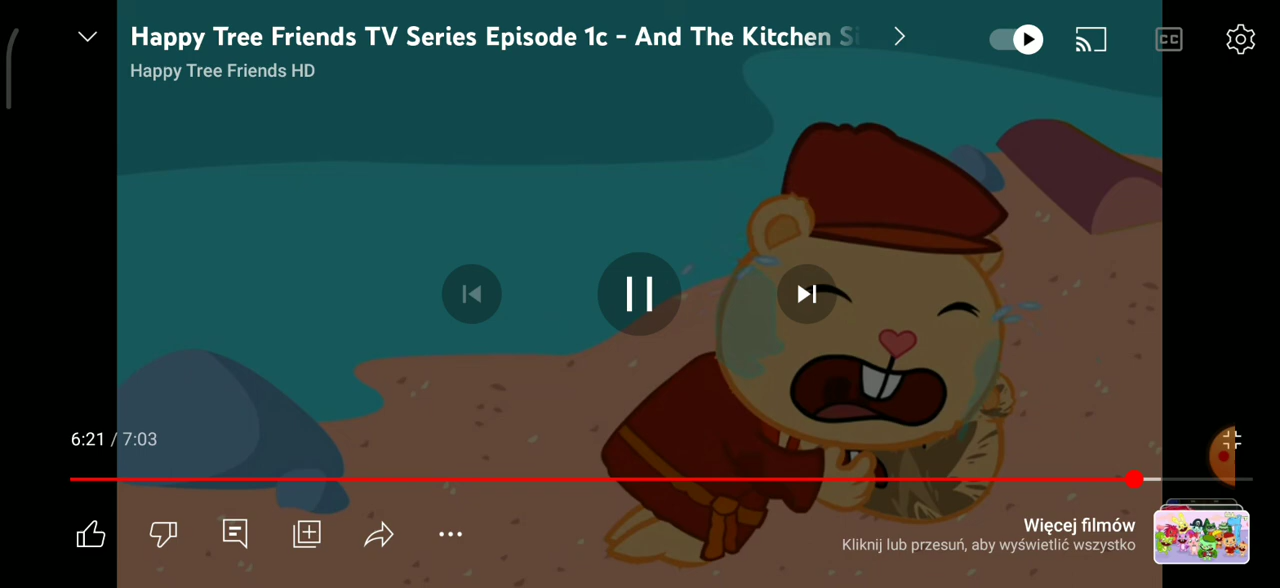 Happy Tree Friends TV Series Episode 1c - And The Kitchen
Happy Tree Friends HD
CC
6:21 / 7:03
Więcej filmów
Kliknij lub przesuń, aby wyświetlić wszystko